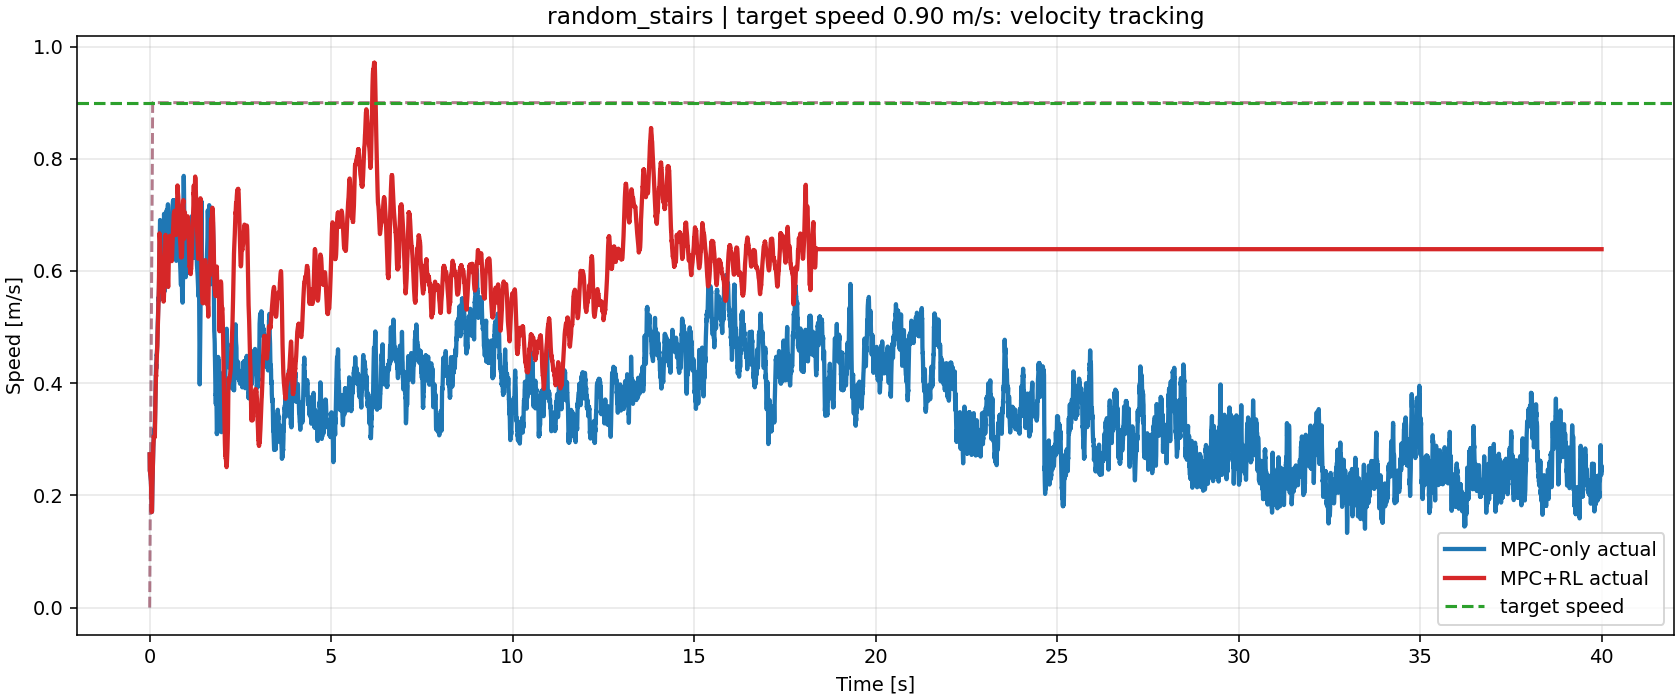 random_stairs | target speed 0.90 m/s: velocity tracking
Speed [m/s]
1.0
0.8
0.6
0.4
0.2
0.0
0 5 10 15 20 25 30 35 40
Time [s]
MPC-only actual
MPC+RL actual
target speed